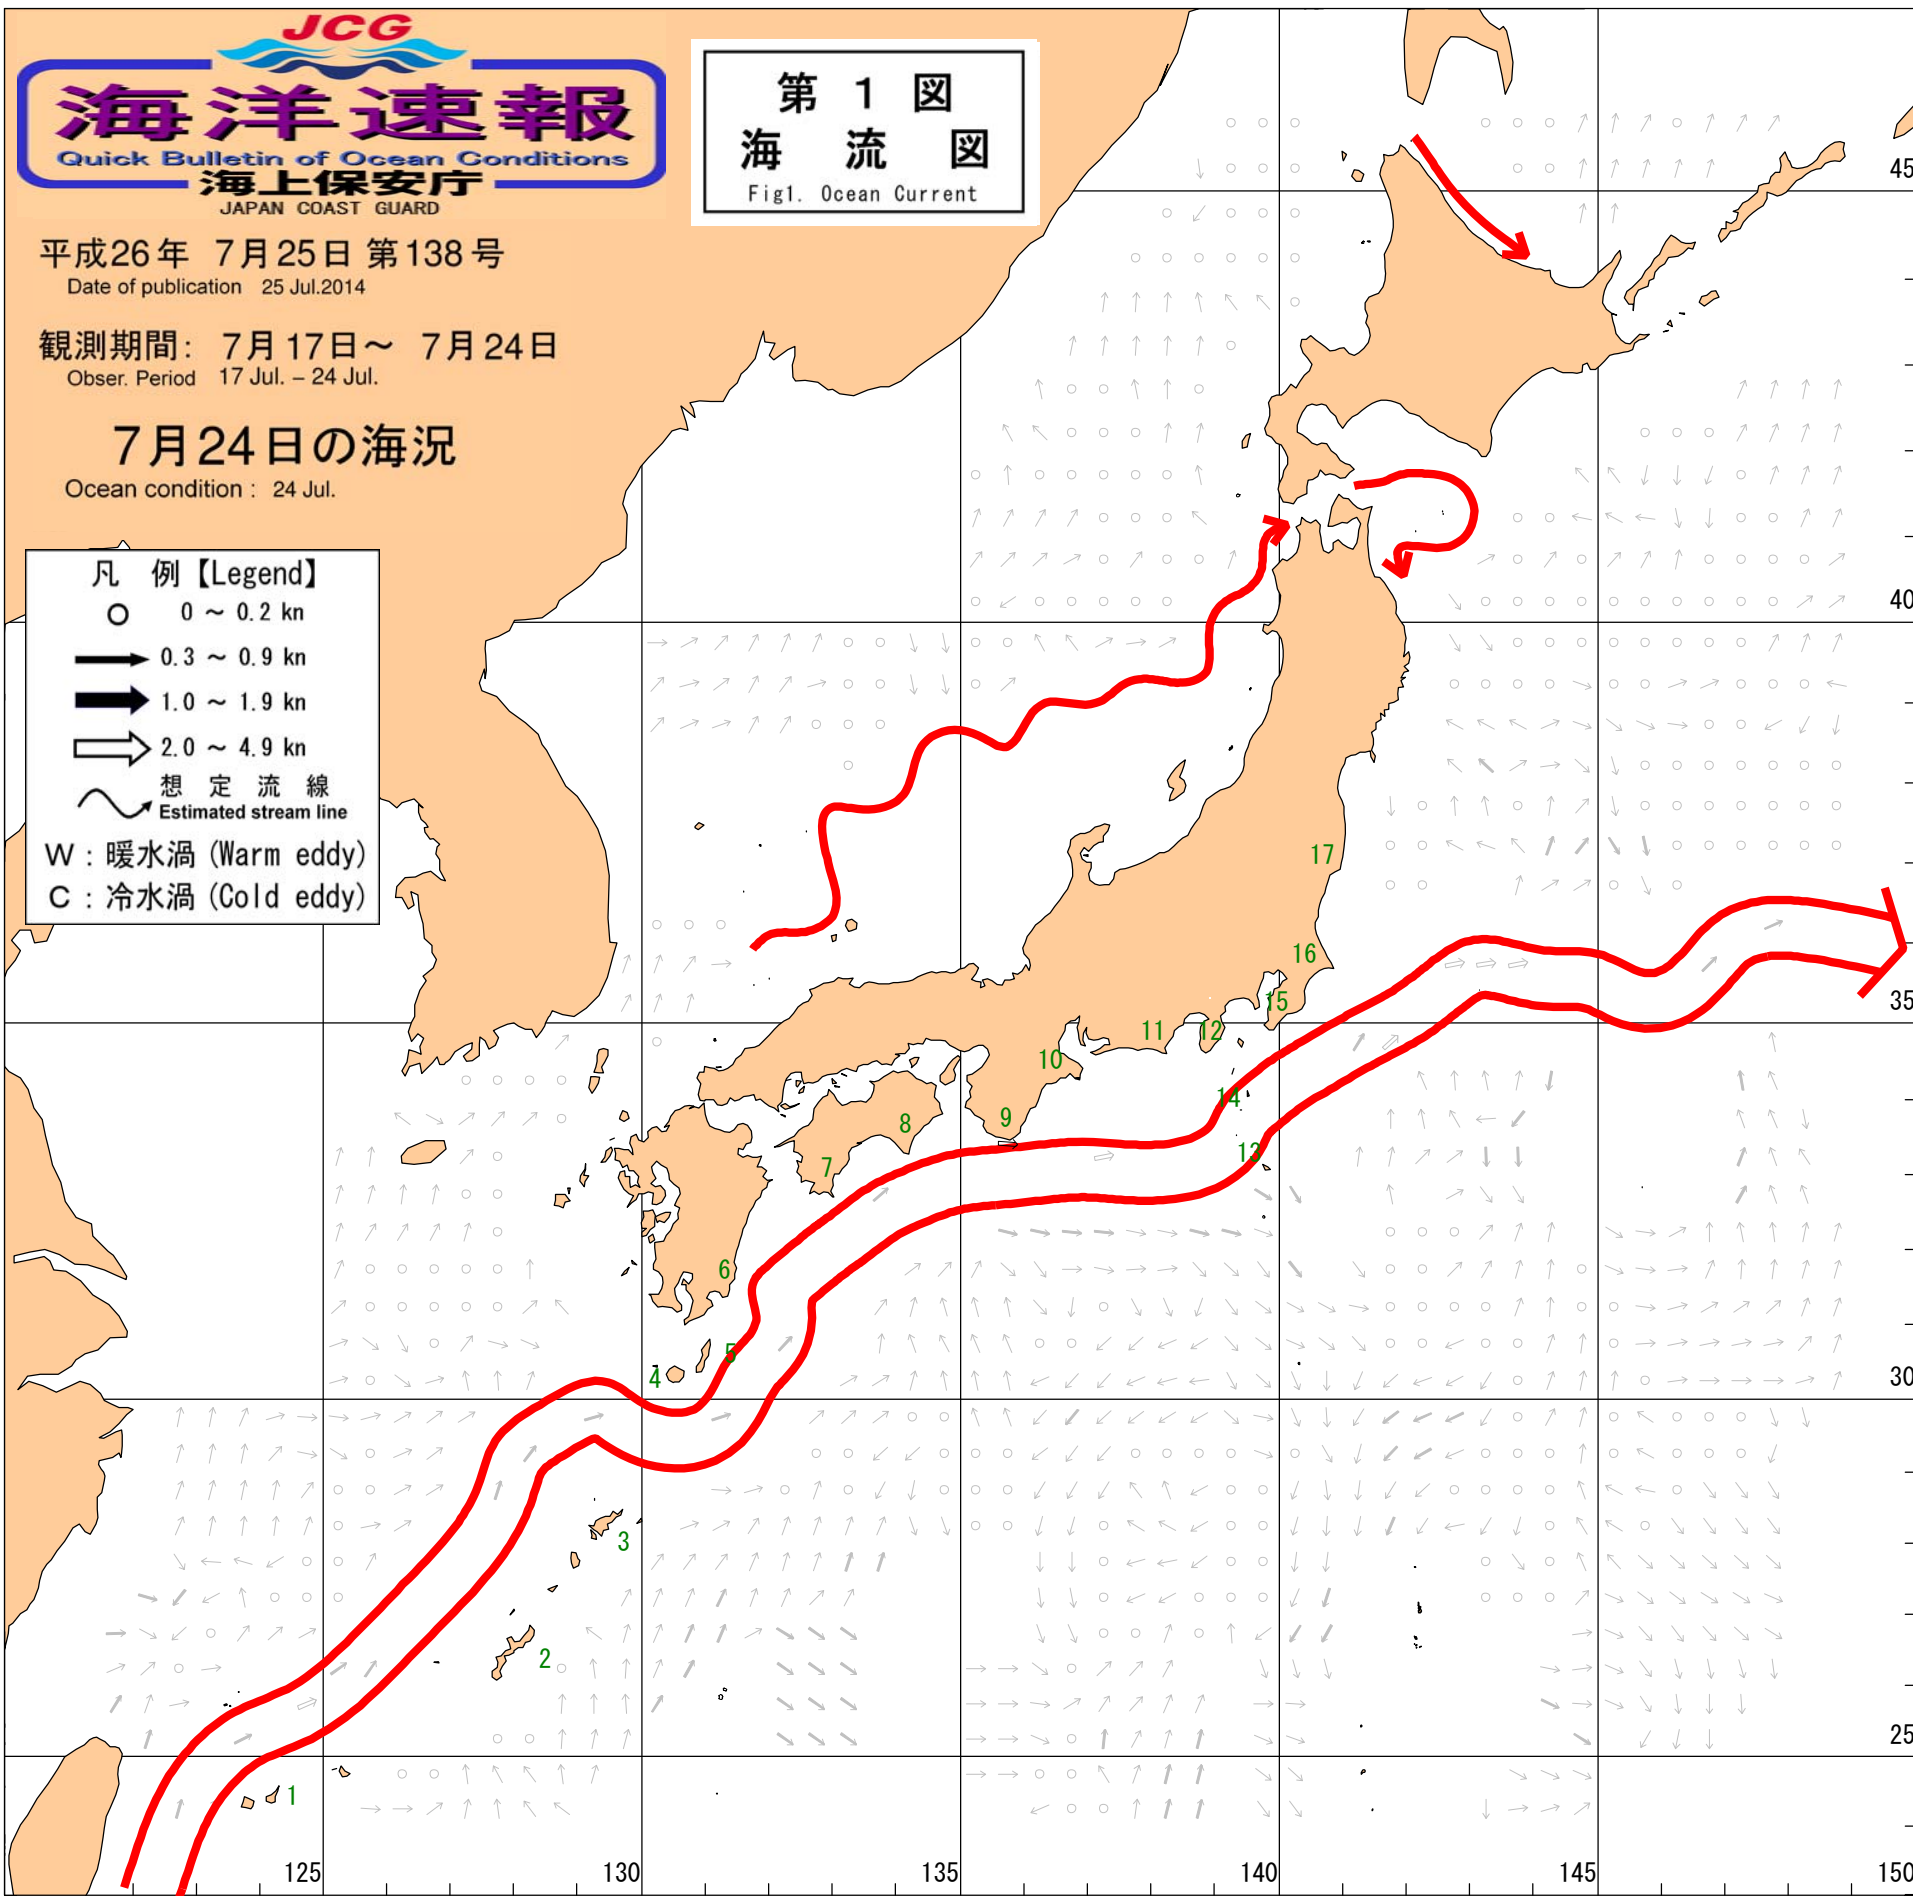 JCG
海洋速報
Quick Bulletin of Ocean Conditions
海上保安庁
JAPAN COAST GUARD
第 1 図
海 流 図
Fig1. Ocean Current
平成26年 7月25日 第138号
Date of publication 25 Jul.2014
観測期間: 7月17日～ 7月24日
Obser. Period 17 Jul. – 24 Jul.
7月24日の海況
Ocean condition : 24 Jul.
凡 例【Legend】
0 ～ 0.2 kn
0.3 ～ 0.9 kn
1.0 ～ 1.9 kn
2.0 ～ 4.9 kn
想 定 流 線
Estimated stream line
W : 暖水渦 (Warm eddy)
C : 冷水渦 (Cold eddy)
45
40
35
30
25
17
16
15
12
11
10
14
13
9
8
7
6
5
4
3
2
1
125
130
135
140
145
150